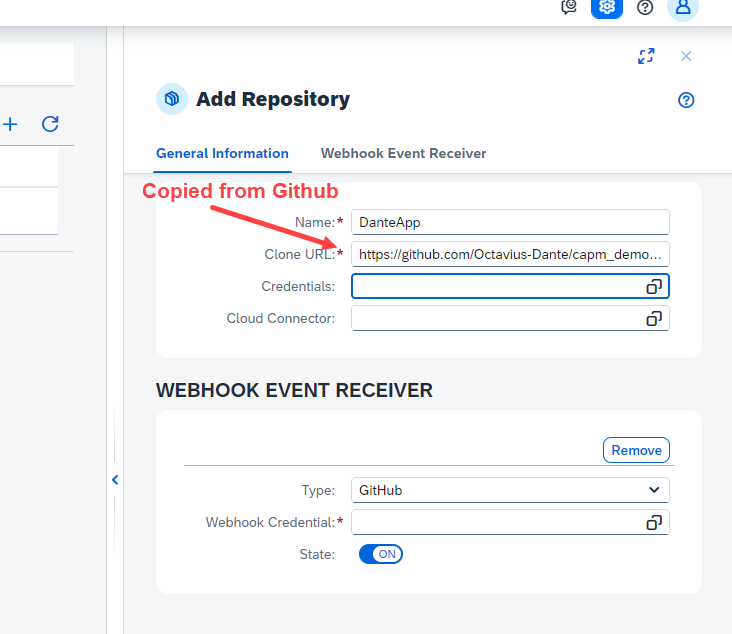 Add Repository
General Information Webhook Event Receiver
Copied from Github
Name:* DanteApp
Clone URL:* https://github.com/Octavius-Dante/capm_demo...
Credentials:
Cloud Connector:
WEBHOOK EVENT RECEIVER
Remove
Type: GitHub
Webhook Credential:*
State: ON